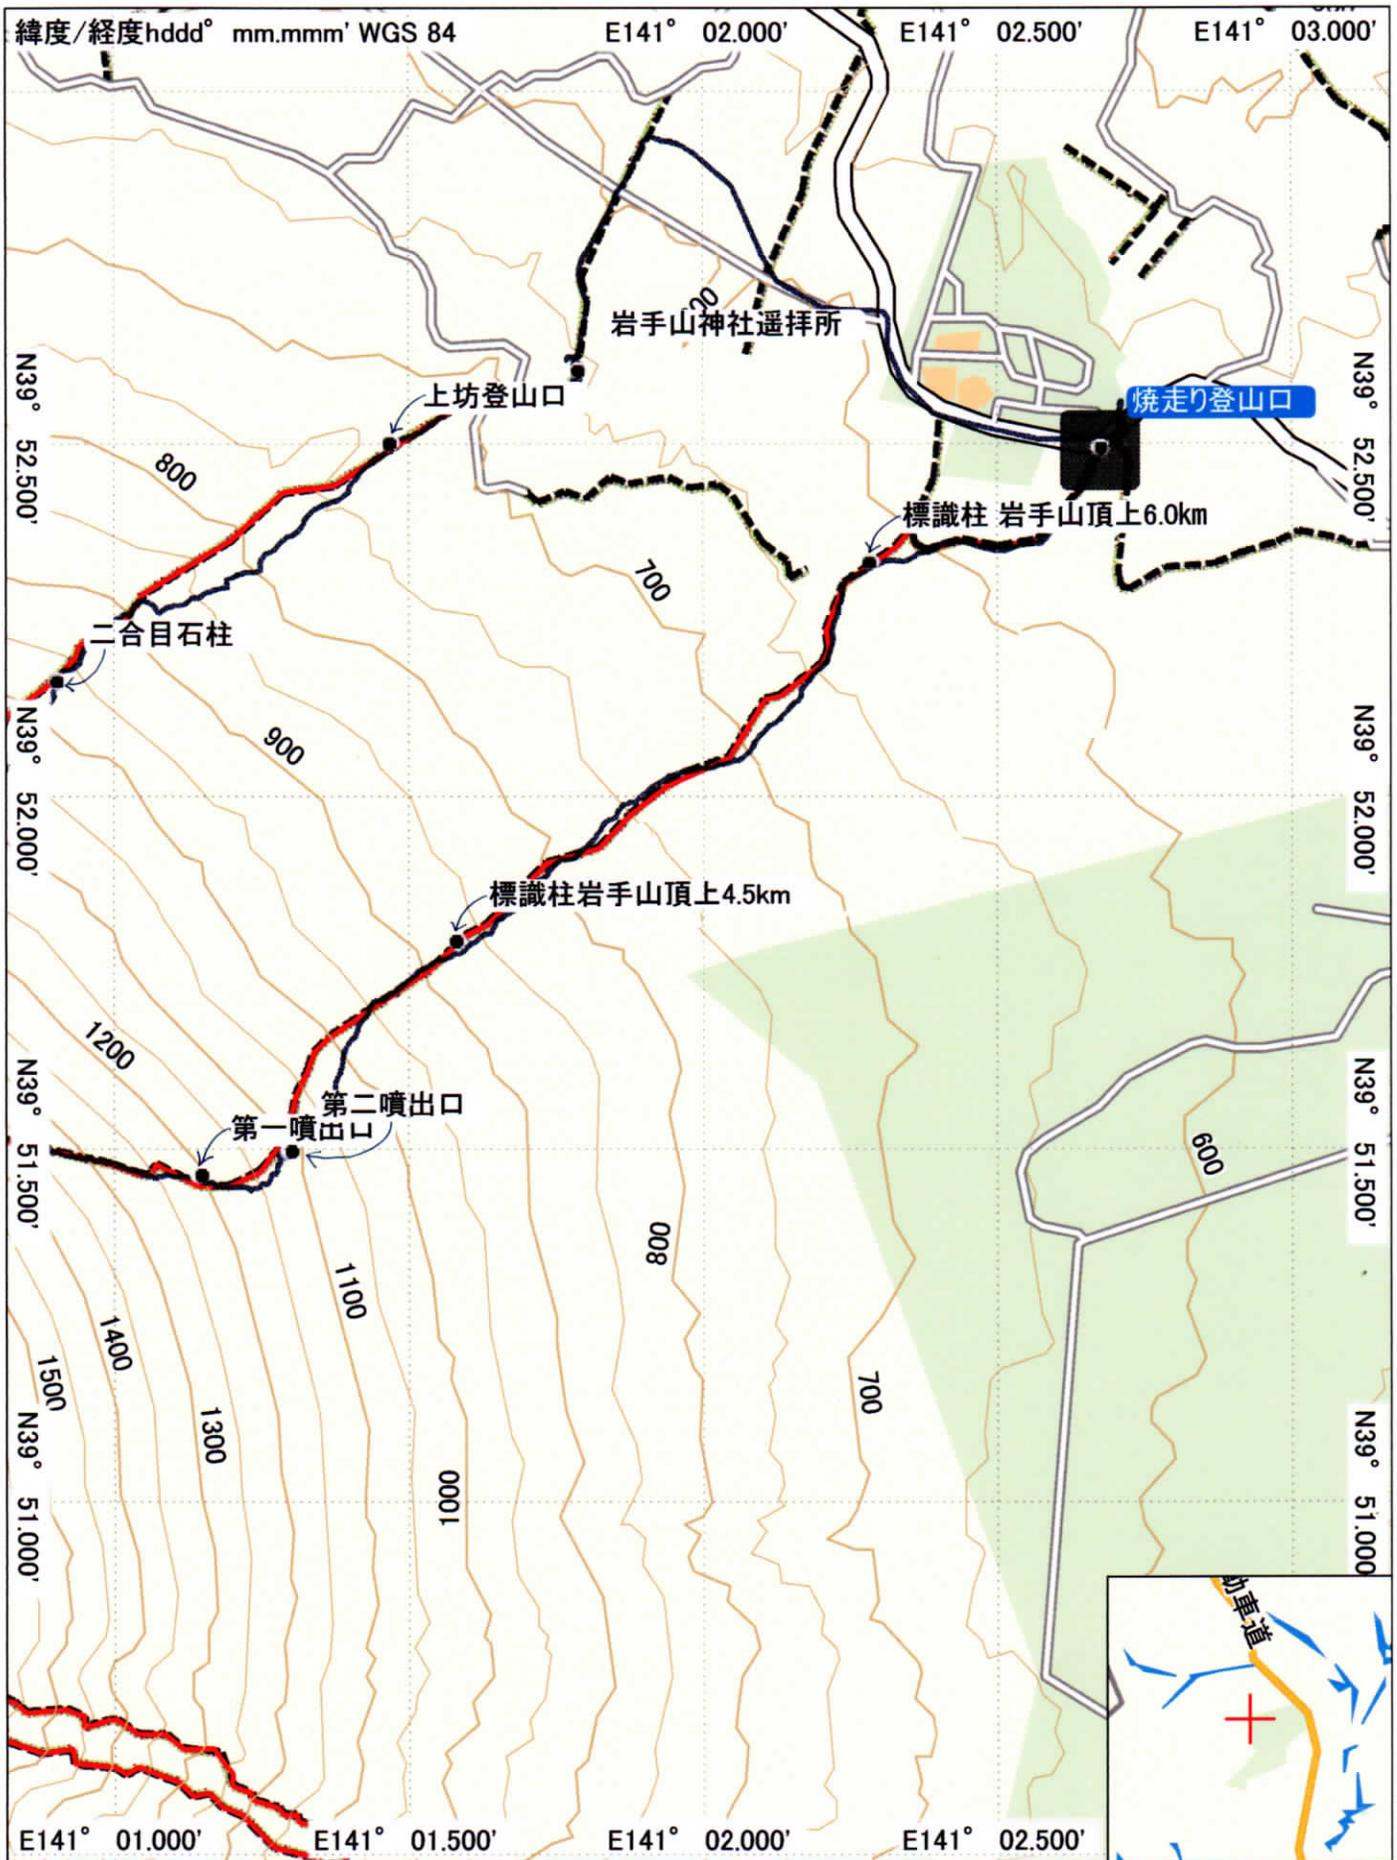 緯度/経度hddd° mm.mmm' WGS 84
E141° 02.000'
E141° 02.500'
E141° 03.000'
岩手山神社遥拝所
上坊登山口
焼走り登山口
N39° 52.500'
N39° 52.500'
800
標識柱 岩手山頂上6.0km
700
二合目石柱
900
N39° 52.000'
N39° 52.000'
標識柱岩手山頂上4.5km
1200
第二噴出口
第一噴出口
N39° 51.500'
N39° 51.500'
600
800
1100
1400
1500
700
1300
1000
N39° 51.000'
N39° 51.000
動車道
E141° 01.000'
E141° 01.500'
E141° 02.000'
E141° 02.500'